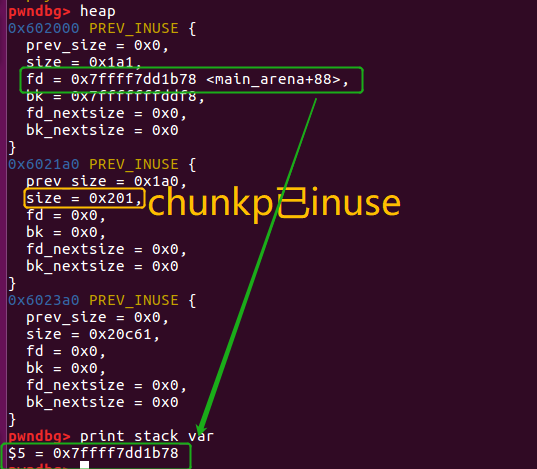 pwndbg> heap
0x602000 PREV_INUSE {
prev_size = 0x0,
size = 0x1a1,
fd = 0x7ffff7dd1b78 <main_arena+88>,
bk = 0x7fffffffddf8,
fd_nextsize = 0x0,
bk_nextsize = 0x0
}
0x6021a0 PREV_INUSE {
prev_size = 0x1a0,
size = 0x201, chunkp已inuse
fd = 0x0,
bk = 0x0,
fd_nextsize = 0x0,
bk_nextsize = 0x0
}
0x6023a0 PREV_INUSE {
prev_size = 0x0,
size = 0x20c61,
fd = 0x0,
bk = 0x0,
fd_nextsize = 0x0,
bk_nextsize = 0x0
}
pwndbg> print stack_var
$5 = 0x7ffff7dd1b78